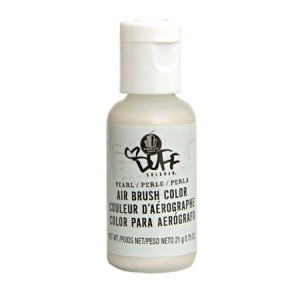 DUFF
GOLDMAN
PEARL / PERLE / PERLA
AIR BRUSH COLOR
COULEUR D'AÉROGRAPHE
COLOR PARA AERÓGRAFO
NET WT./POIDS NET/PESO NETO 21 g 0.75 OZ